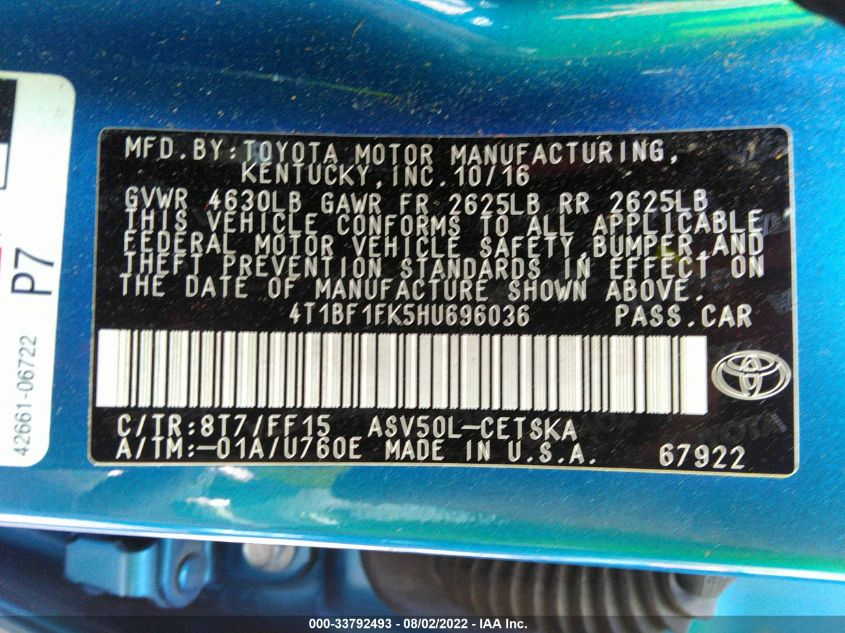 MFD.BY:TOYOTA MOTOR MANUFACTURING,
KENTUCKY,INC.10/16
GVWR 4630LB GAWR FR 2625LB RR 2625LB
THIS VEHICLE CONFORMS TO ALL APPLICABLE
FEDERAL MOTOR VEHICLE SAFETY,BUMPER,AND
THEFT PREVENTION STANDARDS IN EFFECT ON
THE DATE OF MANUFACTURE SHOWN ABOVE.
4T1BF1FK5HU696036 PASS.CAR
C/TR:8T7/FF15 ASV50L-CETSKA
A/TM:-01A/U760E MADE IN U.S.A. 67922
P7
42661-06722
000-33792493 - 08/02/2022 - IAA Inc.